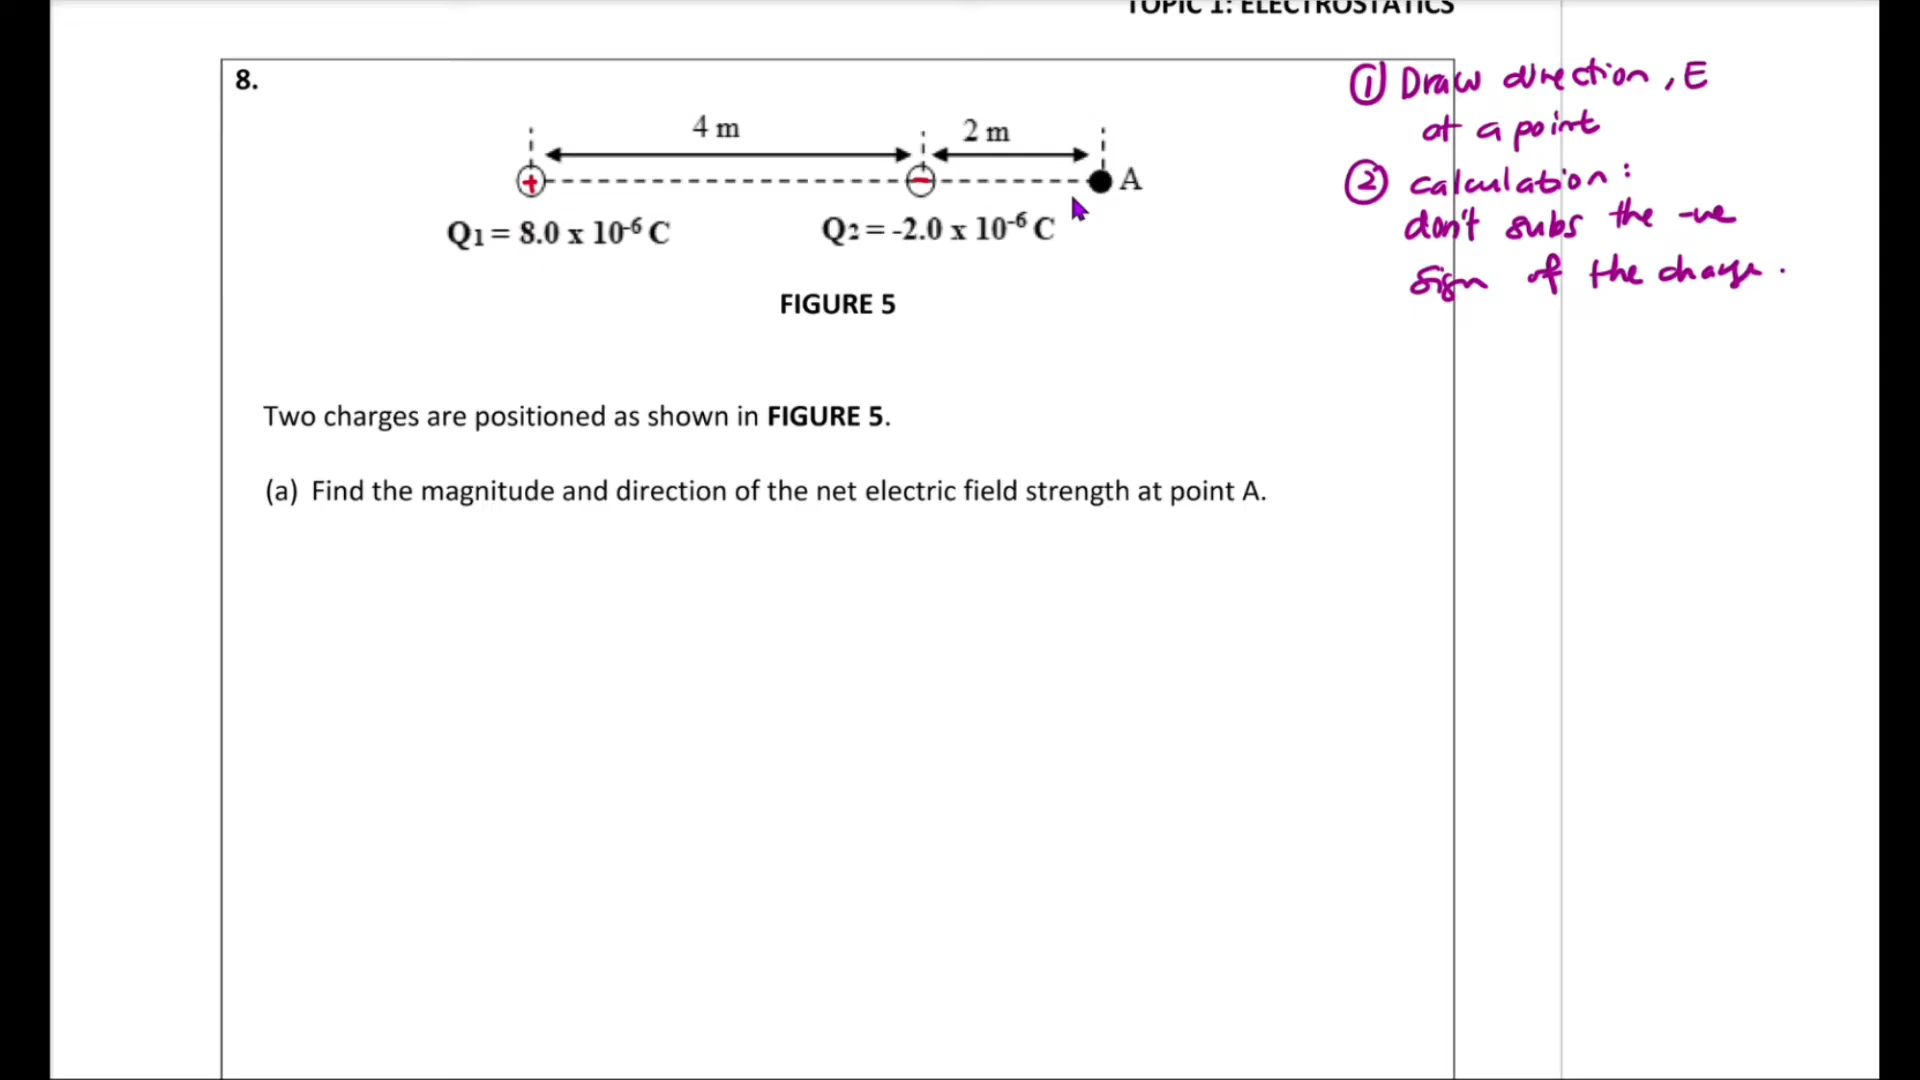 TOPIC 1: ELECTROSTATICS
8.
4 m
2 m
+
−
A
Q1 = 8.0 x 10-6 C
Q2 = -2.0 x 10-6 C
FIGURE 5
Two charges are positioned as shown in FIGURE 5.
(a) Find the magnitude and direction of the net electric field strength at point A.
① Draw direction, E
at a point
② calculation:
don't subs the -ve
sign of the charge.